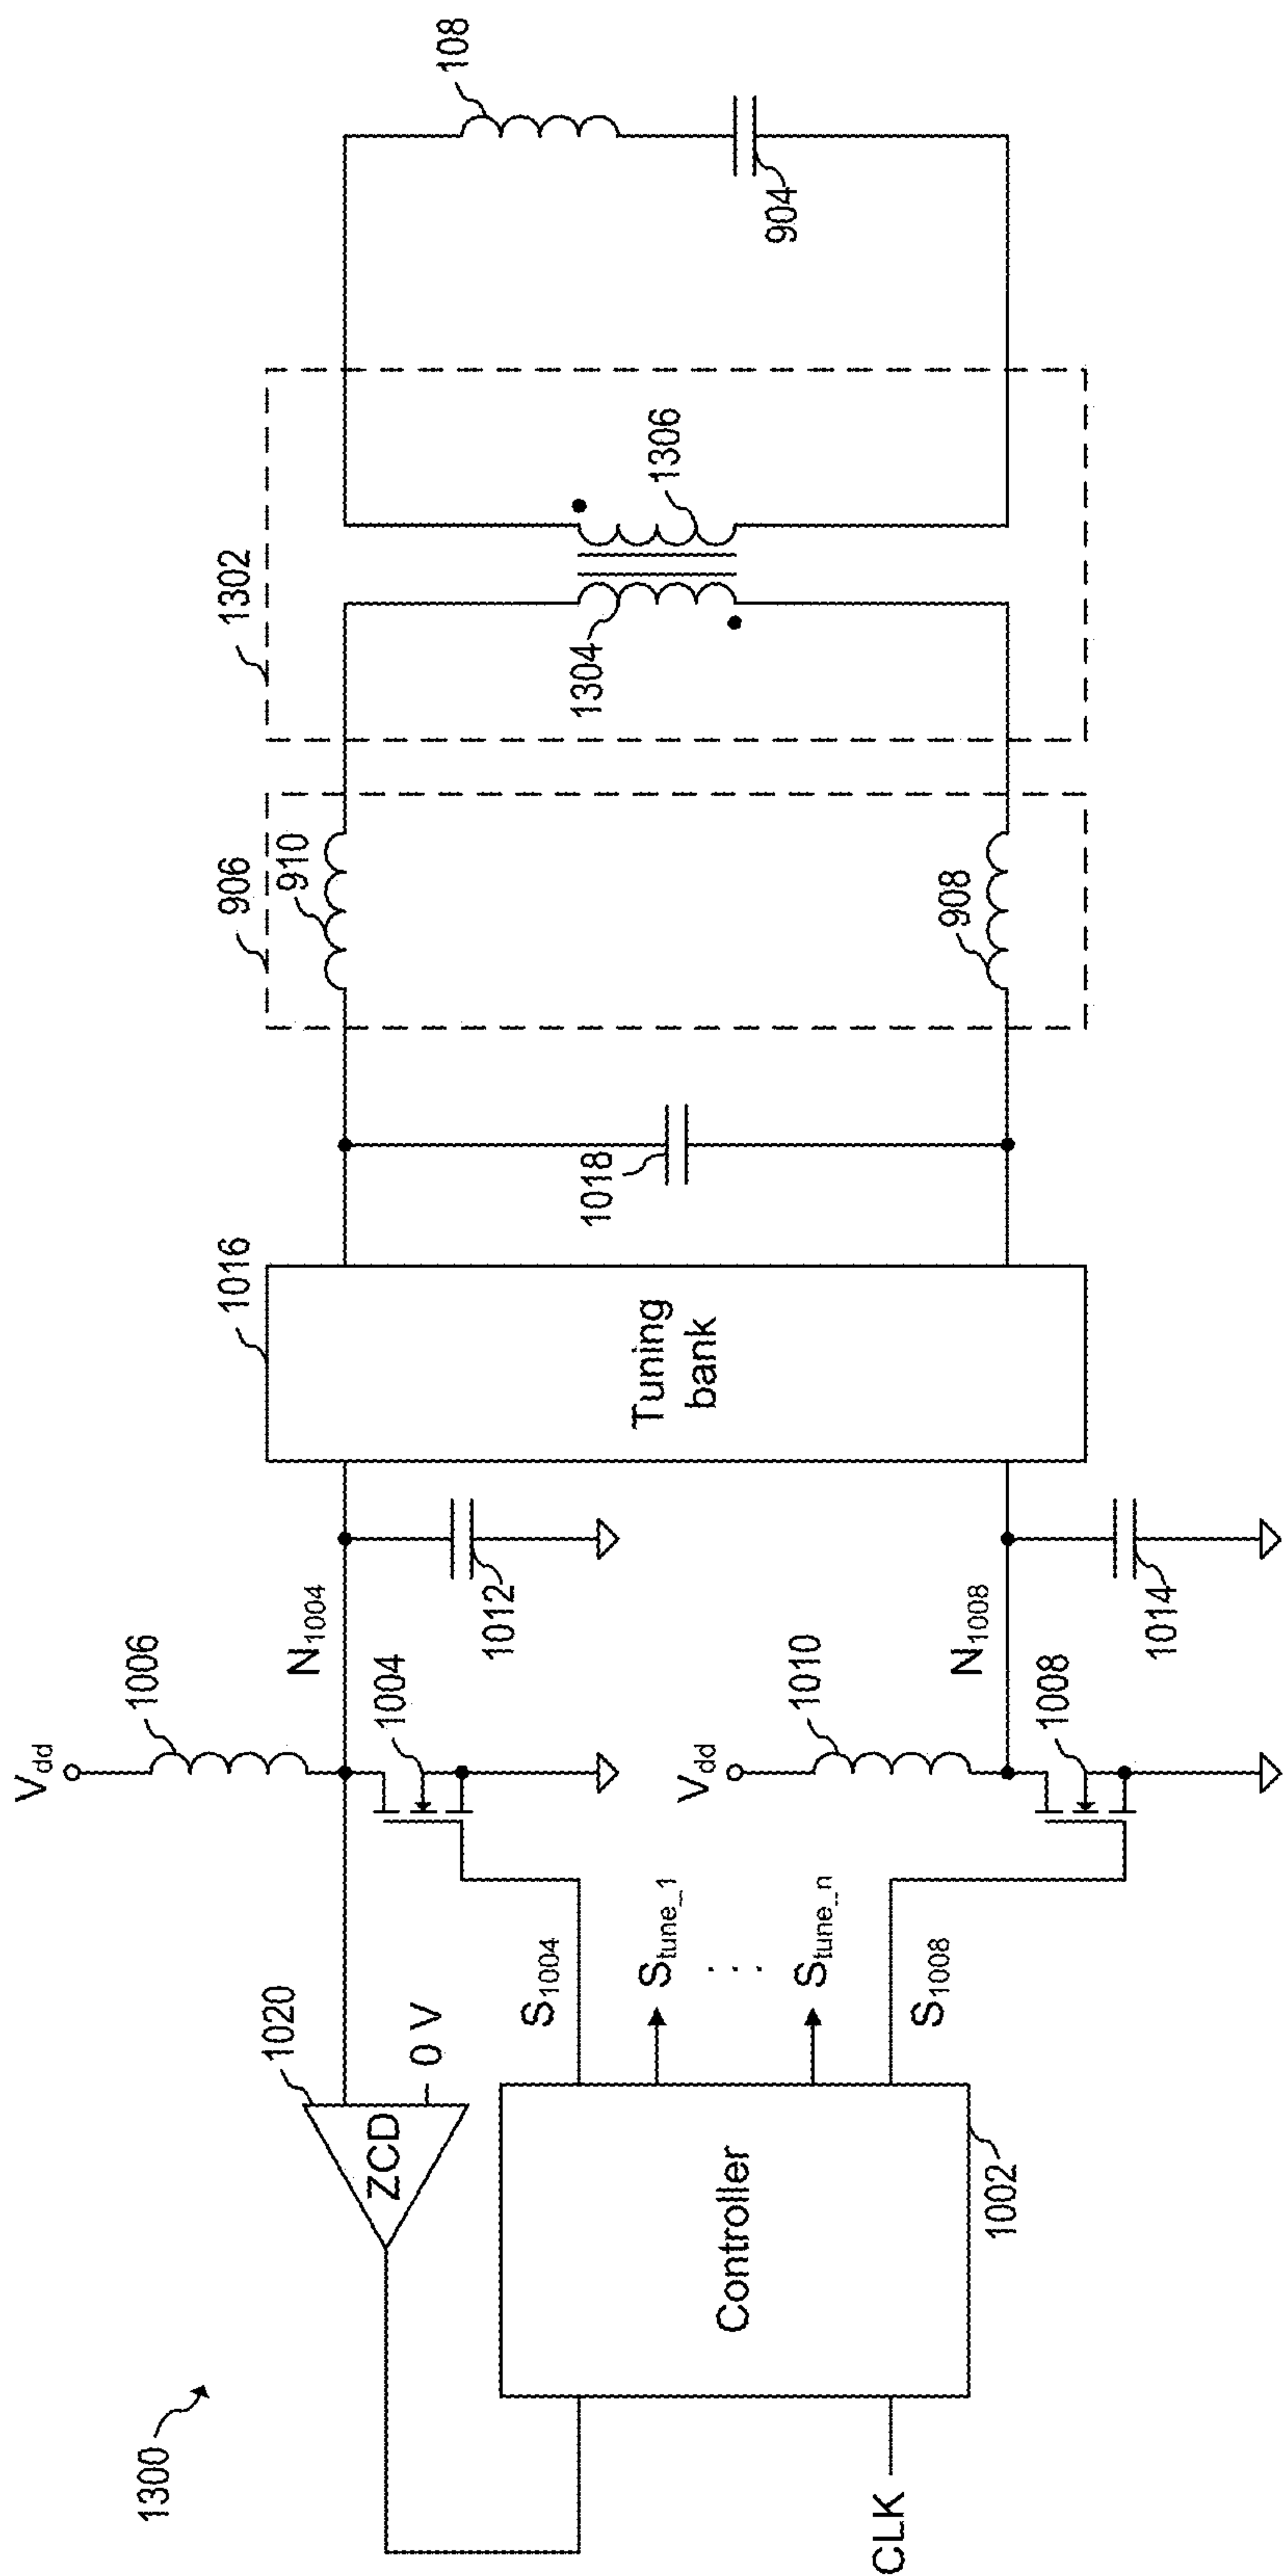 1300
CLK
Controller
1002
ZCD
1020
0 V
S1004
Stune_1
. . .
Stune_n
S1008
Vdd
1006
N1004
1004
1012
Vdd
1010
N1008
1008
1014
Tuning
bank
1016
1018
906
910
908
1302
1304
1306
108
904